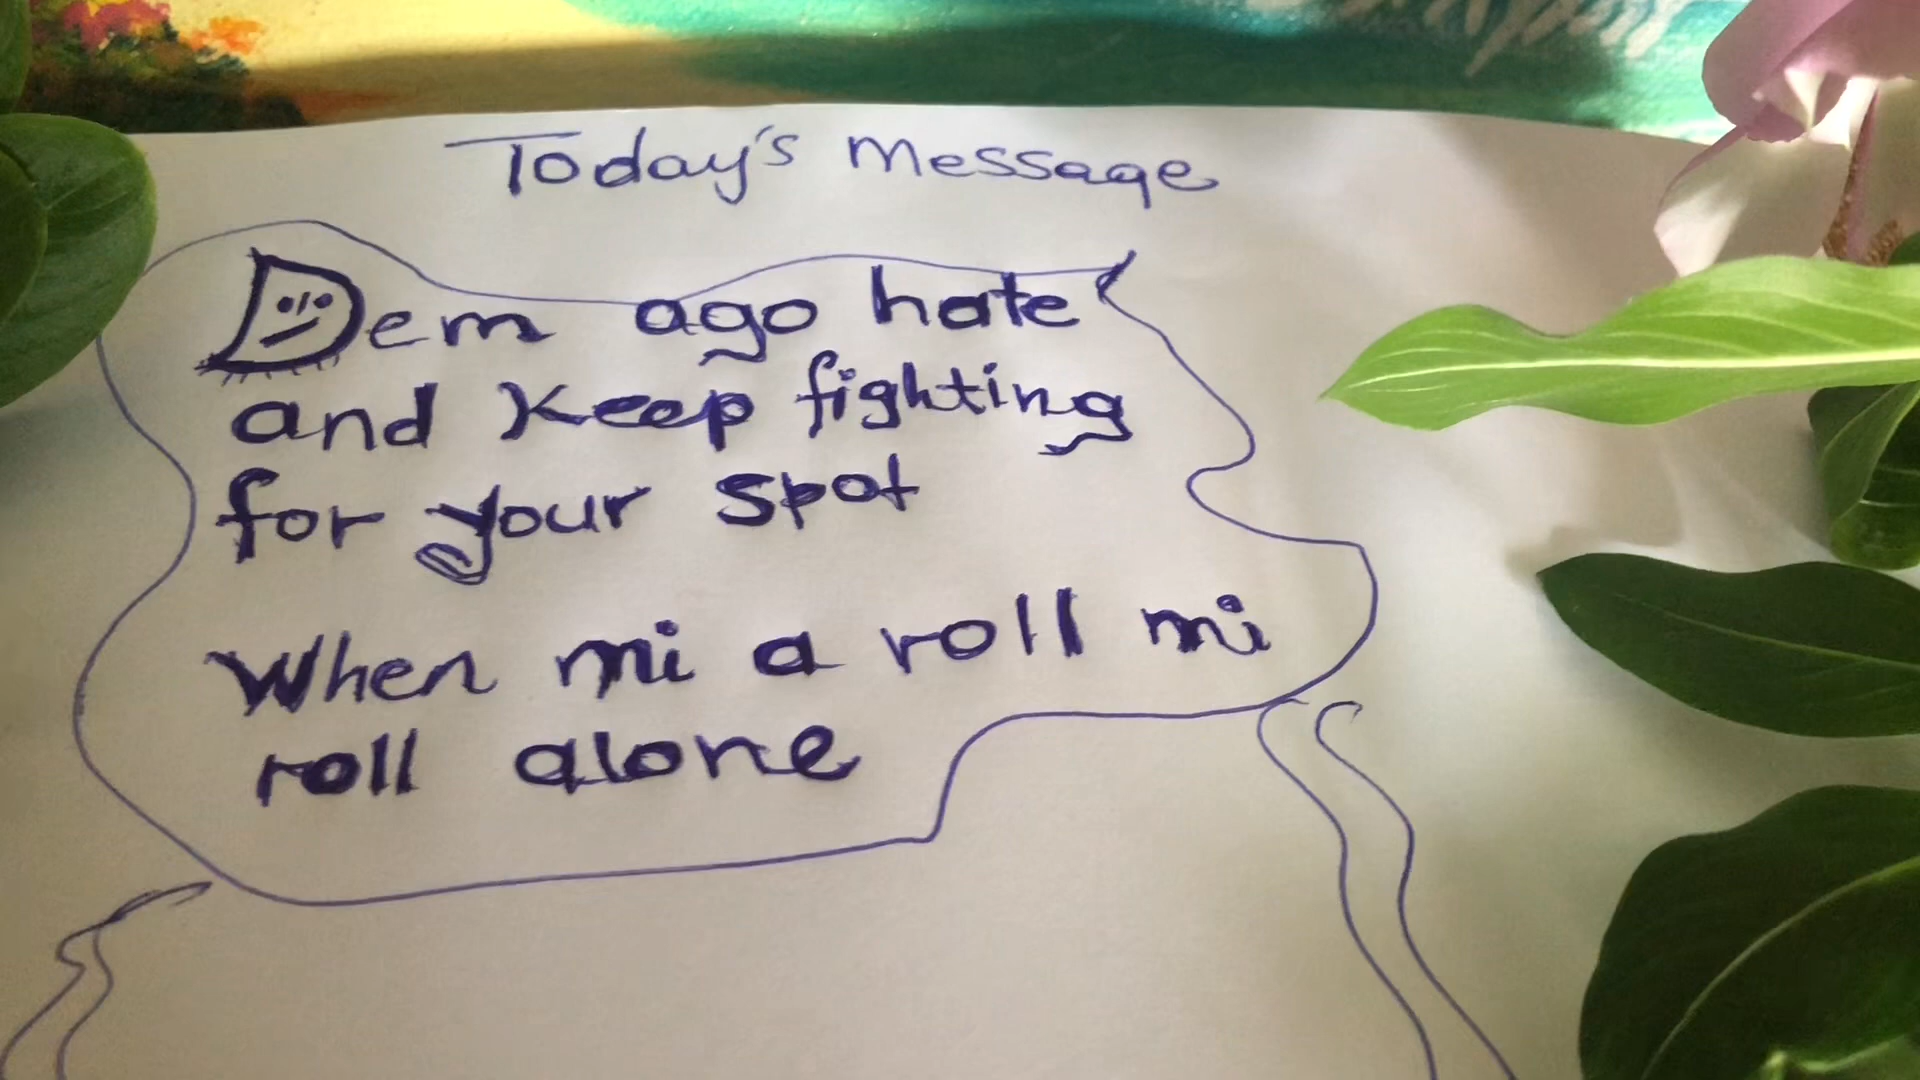 Today's message
Dem ago hate
and keep fighting
for your spot
When mi a roll mi
roll alone